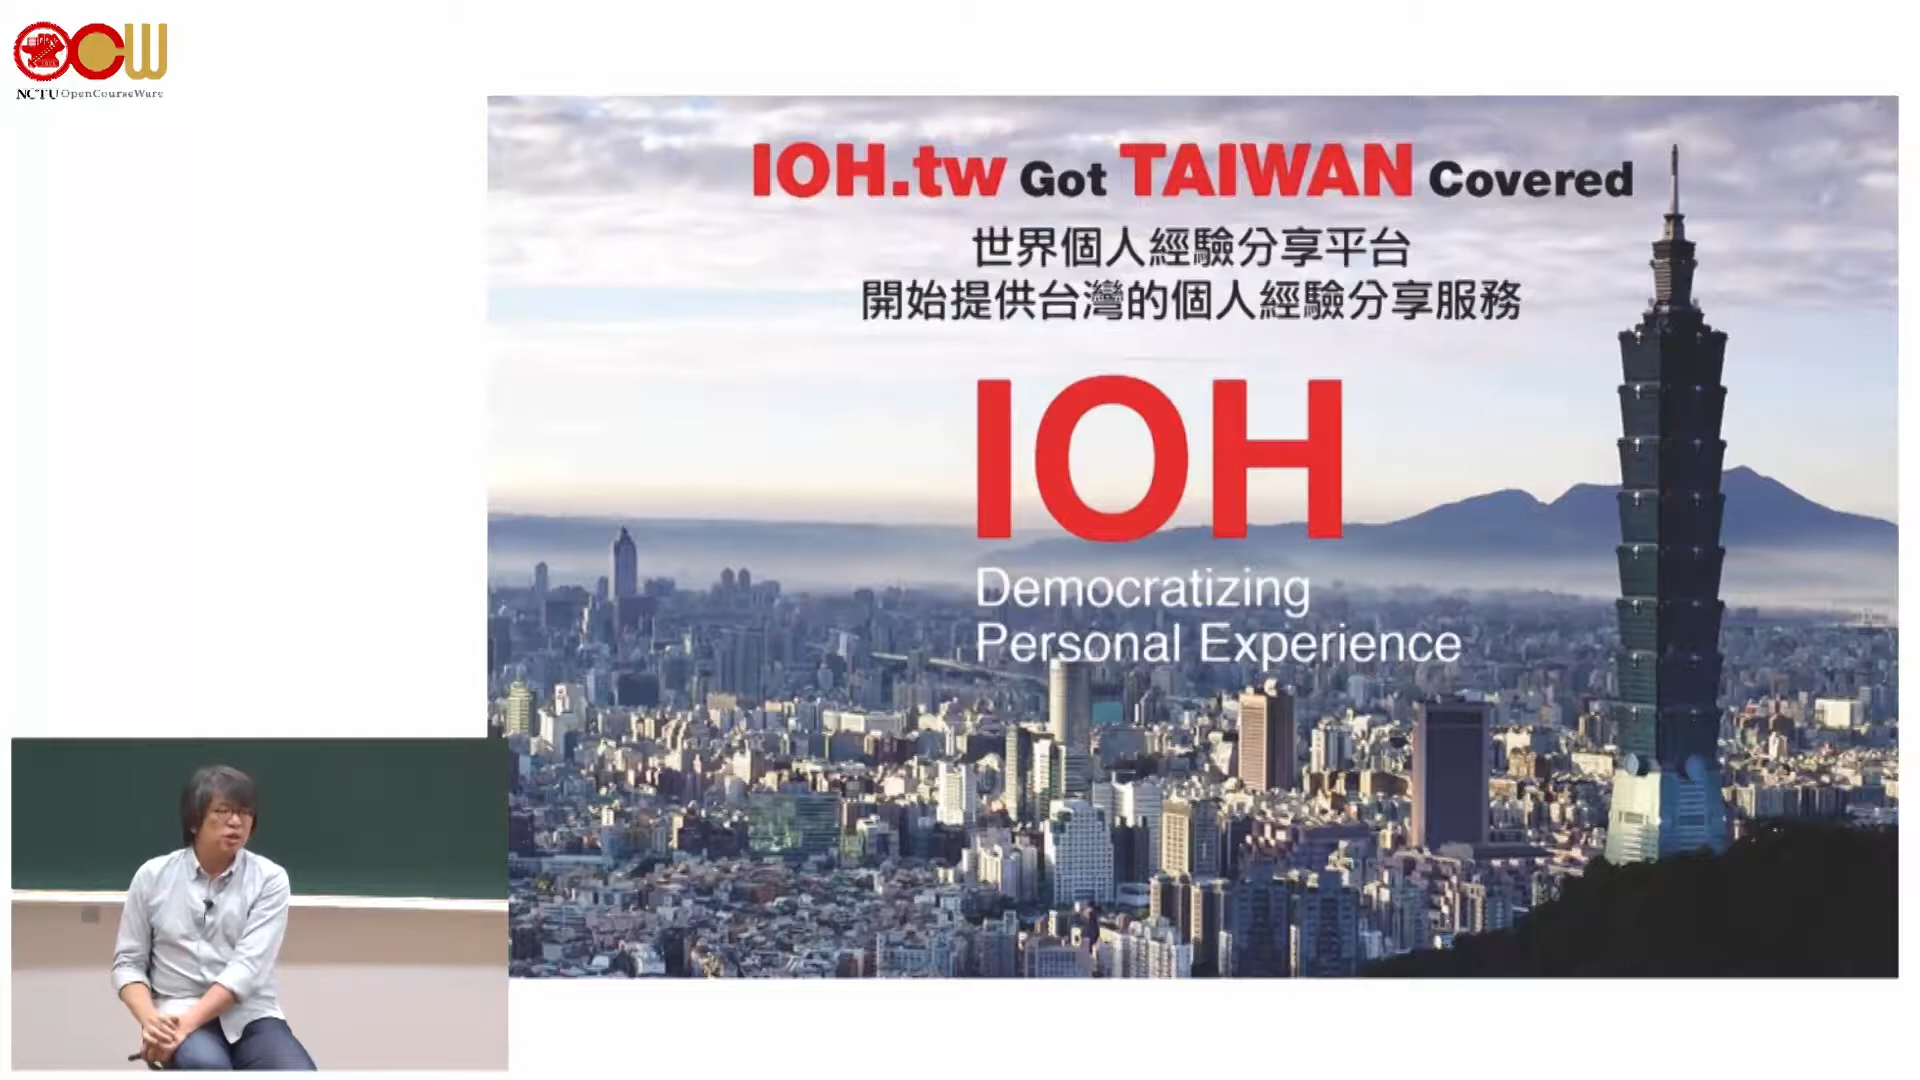 NCTU OpenCourseWare
IOH.tw Got TAIWAN Covered
世界個人經驗分享平台
開始提供台灣的個人經驗分享服務
IOH
Democratizing
Personal Experience